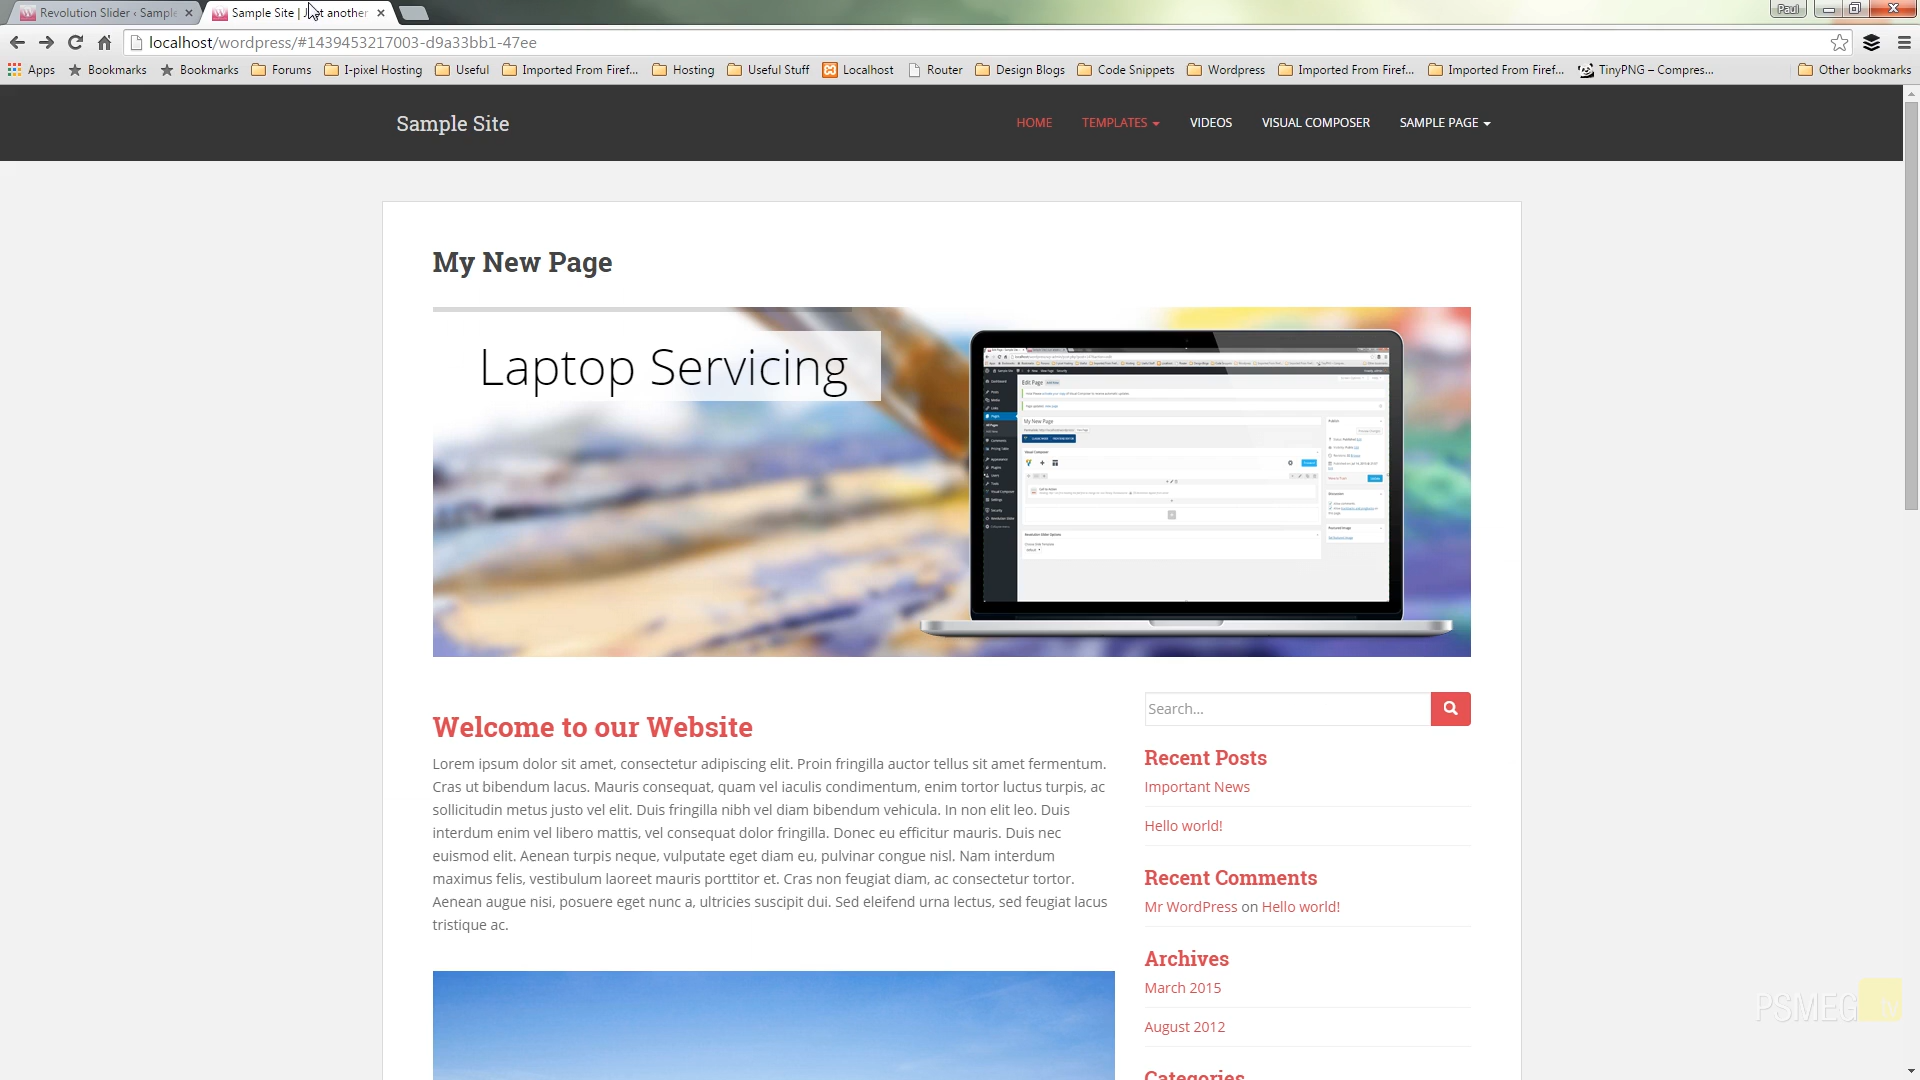 Revolution Slider ‹ Sample
Sample Site | Just another
Paul
localhost/wordpress/#1439453217003-d9a33bb1-47ee
Apps Bookmarks Bookmarks Forums I-pixel Hosting Useful Imported From Firef... Hosting Useful Stuff Localhost Router Design Blogs Code Snippets Wordpress Imported From Firef... Imported From Firef... TinyPNG – Compres... Other bookmarks
Sample Site
HOME TEMPLATES VIDEOS VISUAL COMPOSER SAMPLE PAGE
My New Page
Laptop Servicing
Edit Page
My New Page
Welcome to our Website
Lorem ipsum dolor sit amet, consectetur adipiscing elit. Proin fringilla auctor tellus sit amet fermentum.
Cras ut bibendum lacus. Mauris consequat, quam vel iaculis condimentum, enim tortor luctus turpis, ac
sollicitudin metus justo vel elit. Duis fringilla nibh vel diam bibendum vehicula. In non elit leo. Duis
interdum enim vel libero mattis, vel consequat dolor fringilla. Donec eu efficitur mauris. Duis nec
euismod elit. Aenean turpis neque, vulputate eget diam eu, pulvinar congue nisl. Nam interdum
maximus felis, vestibulum laoreet mauris porttitor et. Cras non feugiat diam, ac consectetur tortor.
Aenean augue nisi, posuere eget nunc a, ultricies suscipit dui. Sed eleifend urna lectus, sed feugiat lacus
tristique ac.
Search...
Recent Posts
Important News
Hello world!
Recent Comments
Mr WordPress on Hello world!
Archives
March 2015
August 2012
Categories
PSMEG tv